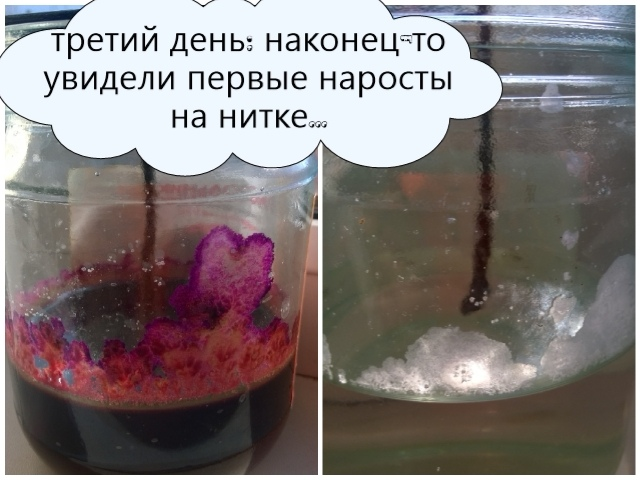 третий день: наконец-то
увидели первые наросты
на нитке...